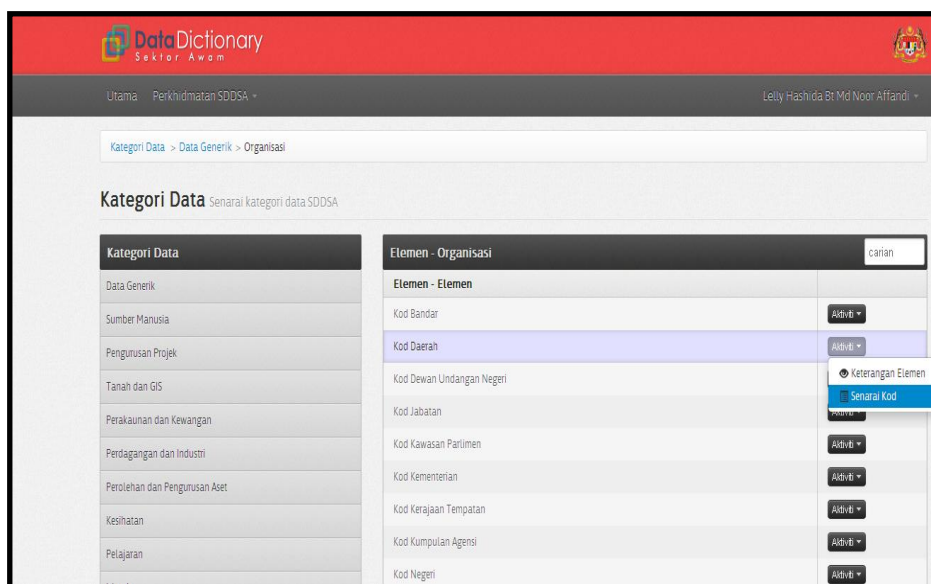 DataDictionary
Sektor Awam
Utama Perkhidmatan SDDSA
Lelly Hashida Bt Md Noor Affandi
Kategori Data > Data Generik > Organisasi
Kategori Data Senarai kategori data SDDSA
Kategori Data
Data Generik
Sumber Manusia
Pengurusan Projek
Tanah dan GIS
Perakaunan dan Kewangan
Perdagangan dan Industri
Perolehan dan Pengurusan Aset
Kesihatan
Pelajaran
Elemen - Organisasi carian
Elemen - Elemen
Kod Bandar Aktiviti
Kod Daerah Aktiviti
Keterangan Elemen
Senarai Kod
Kod Dewan Undangan Negeri
Kod Jabatan Aktiviti
Kod Kawasan Parlimen Aktiviti
Kod Kementerian Aktiviti
Kod Kerajaan Tempatan Aktiviti
Kod Kumpulan Agensi Aktiviti
Kod Negeri Aktiviti